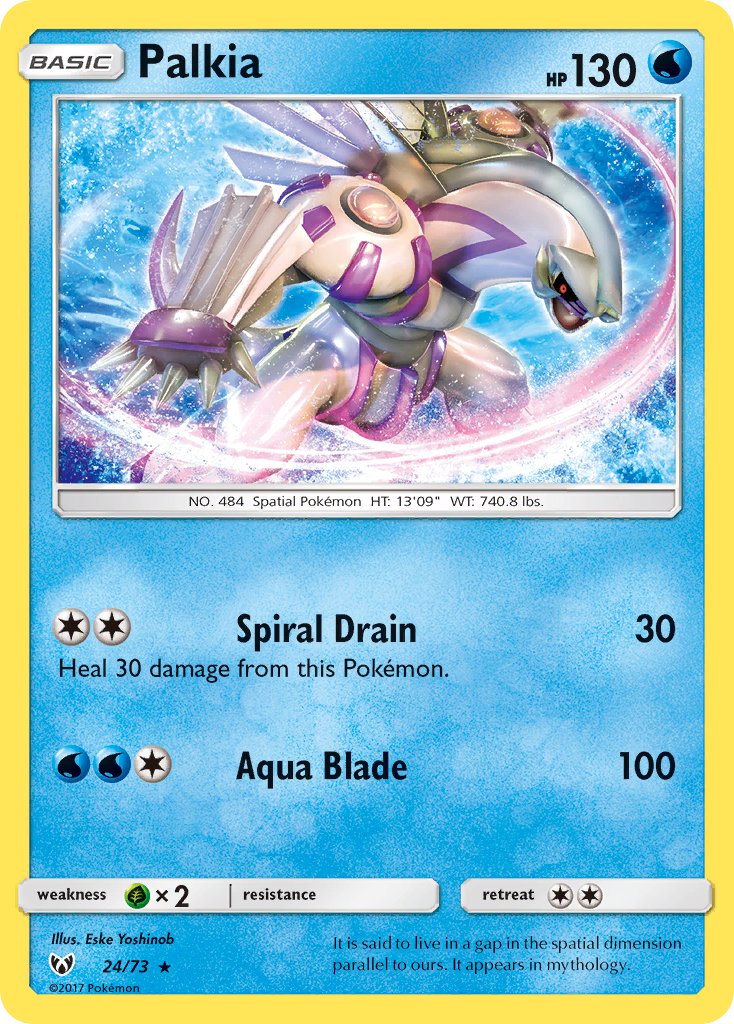 BASIC Palkia HP 130
NO. 484 Spatial Pokémon HT: 13'09" WT: 740.8 lbs.
Spiral Drain 30
Heal 30 damage from this Pokémon.
Aqua Blade 100
weakness × 2 resistance retreat
Illus. Eske Yoshinob
24/73 ★
©2017 Pokémon
It is said to live in a gap in the spatial dimension
parallel to ours. It appears in mythology.